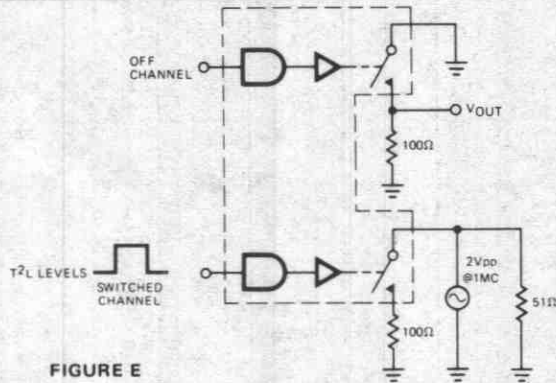 OFF
CHANNEL
VOUT
100Ω
T²L LEVELS
SWITCHED
CHANNEL
2VPP
@1MC
51Ω
100Ω
FIGURE E